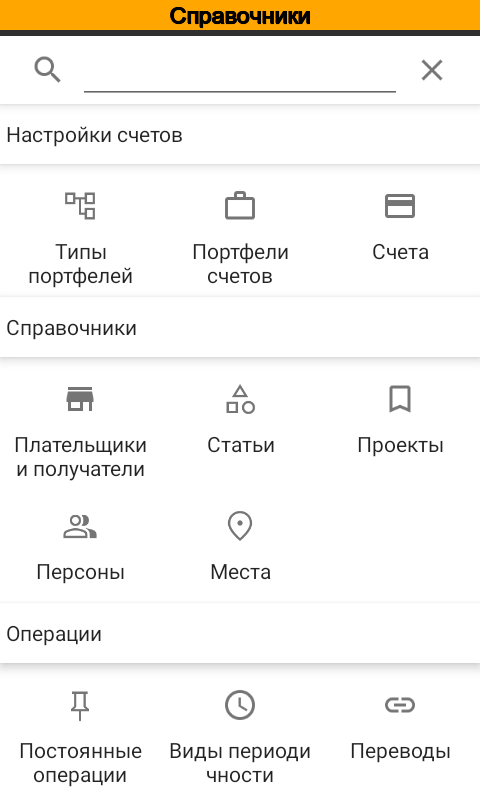 Справочники
Настройки счетов
Типы
портфелей
Портфели
счетов
Счета
Справочники
Плательщики
и получатели
Статьи
Проекты
Персоны
Места
Операции
Постоянные
операции
Виды периоди
чности
Переводы